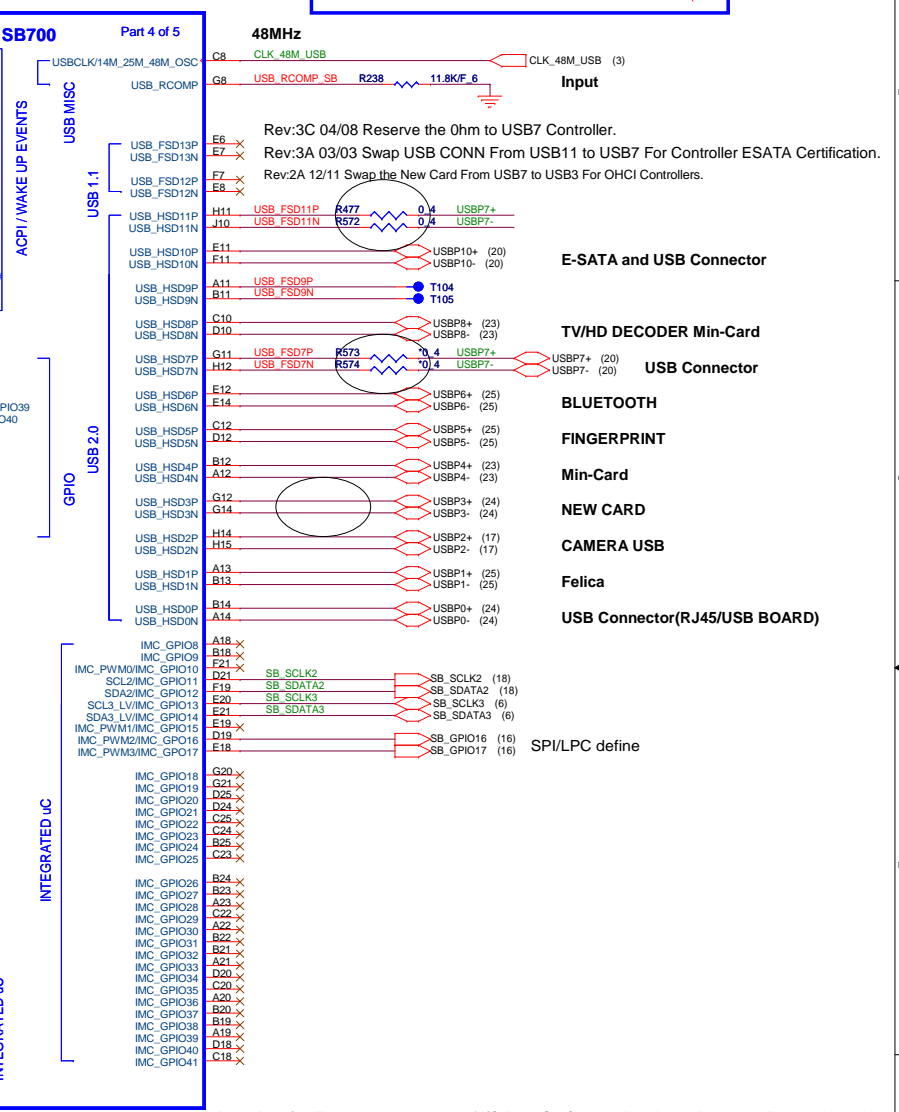 SB700 Part 4 of 5 48MHz
USBCLK/14M_25M_48M_OSC C8 CLK_48M_USB CLK_48M_USB (3)
USB_RCOMP G8 USB_RCOMP_SB R238 11.8K/F_6 Input
USB MISC
ACPI / WAKE UP EVENTS
Rev:3C 04/08 Reserve the 0hm to USB7 Controller.
USB_FSD13P E6
USB_FSD13N E7
Rev:3A 03/03 Swap USB CONN From USB11 to USB7 For Controller ESATA Certification.
Rev:2A 12/11 Swap the New Card From USB7 to USB3 For OHCI Controllers.
USB_FSD12P F7
USB_FSD12N E8
USB 1.1
USB_HSD11P H11 USB_FSD11P R477 0_4 USBP7+
USB_HSD11N J10 USB_FSD11N R572 0_4 USBP7-
USB_HSD10P E11 USBP10+ (20)
USB_HSD10N F11 USBP10- (20)
E-SATA and USB Connector
USB_HSD9P A11 USB_FSD9P T104
USB_HSD9N B11 USB_FSD9N T105
USB_HSD8P C10 USBP8+ (23)
USB_HSD8N D10 USBP8- (23)
TV/HD DECODER Min-Card
USB_HSD7P G11 USB_FSD7P R573 *0_4 USBP7+ USBP7+ (20)
USB_HSD7N H12 USB_FSD7N R574 *0_4 USBP7- USBP7- (20)
USB Connector
USB_HSD6P E12 USBP6+ (25)
USB_HSD6N E14 USBP6- (25)
BLUETOOTH
PIO39
O40
USB_HSD5P C12 USBP5+ (25)
USB_HSD5N D12 USBP5- (25)
FINGERPRINT
USB 2.0
GPIO
USB_HSD4P B12 USBP4+ (23)
USB_HSD4N A12 USBP4- (23)
Min-Card
USB_HSD3P G12 USBP3+ (24)
USB_HSD3N G14 USBP3- (24)
NEW CARD
USB_HSD2P H14 USBP2+ (17)
USB_HSD2N H15 USBP2- (17)
CAMERA USB
USB_HSD1P A13 USBP1+ (25)
USB_HSD1N B13 USBP1- (25)
Felica
USB_HSD0P B14 USBP0+ (24)
USB_HSD0N A14 USBP0- (24)
USB Connector(RJ45/USB BOARD)
IMC_GPIO8 A18
IMC_GPIO9 B18
IMC_PWM0/IMC_GPIO10 F21
SCL2/IMC_GPIO11 D21 SB_SCLK2 SB_SCLK2 (18)
SDA2/IMC_GPIO12 F19 SB_SDATA2 SB_SDATA2 (18)
SCL3_LV/IMC_GPIO13 E20 SB_SCLK3 SB_SCLK3 (6)
SDA3_LV/IMC_GPIO14 E21 SB_SDATA3 SB_SDATA3 (6)
IMC_PWM1/IMC_GPIO15 E19
IMC_PWM2/IMC_GPO16 D19 SB_GPIO16 (16)
IMC_PWM3/IMC_GPO17 E18 SB_GPIO17 (16)
SPI/LPC define
IMC_GPIO18 G20
IMC_GPIO19 G21
IMC_GPIO20 D25
IMC_GPIO21 D24
IMC_GPIO22 C25
IMC_GPIO23 C24
IMC_GPIO24 B25
IMC_GPIO25 C23
INTEGRATED uC
IMC_GPIO26 B24
IMC_GPIO27 B23
IMC_GPIO28 A23
IMC_GPIO29 C22
IMC_GPIO30 A22
IMC_GPIO31 B22
IMC_GPIO32 B21
IMC_GPIO33 A21
IMC_GPIO34 D20
IMC_GPIO35 C20
IMC_GPIO36 A20
IMC_GPIO37 B20
IMC_GPIO38 B19
IMC_GPIO39 A19
IMC_GPIO40 D18
IMC_GPIO41 C18